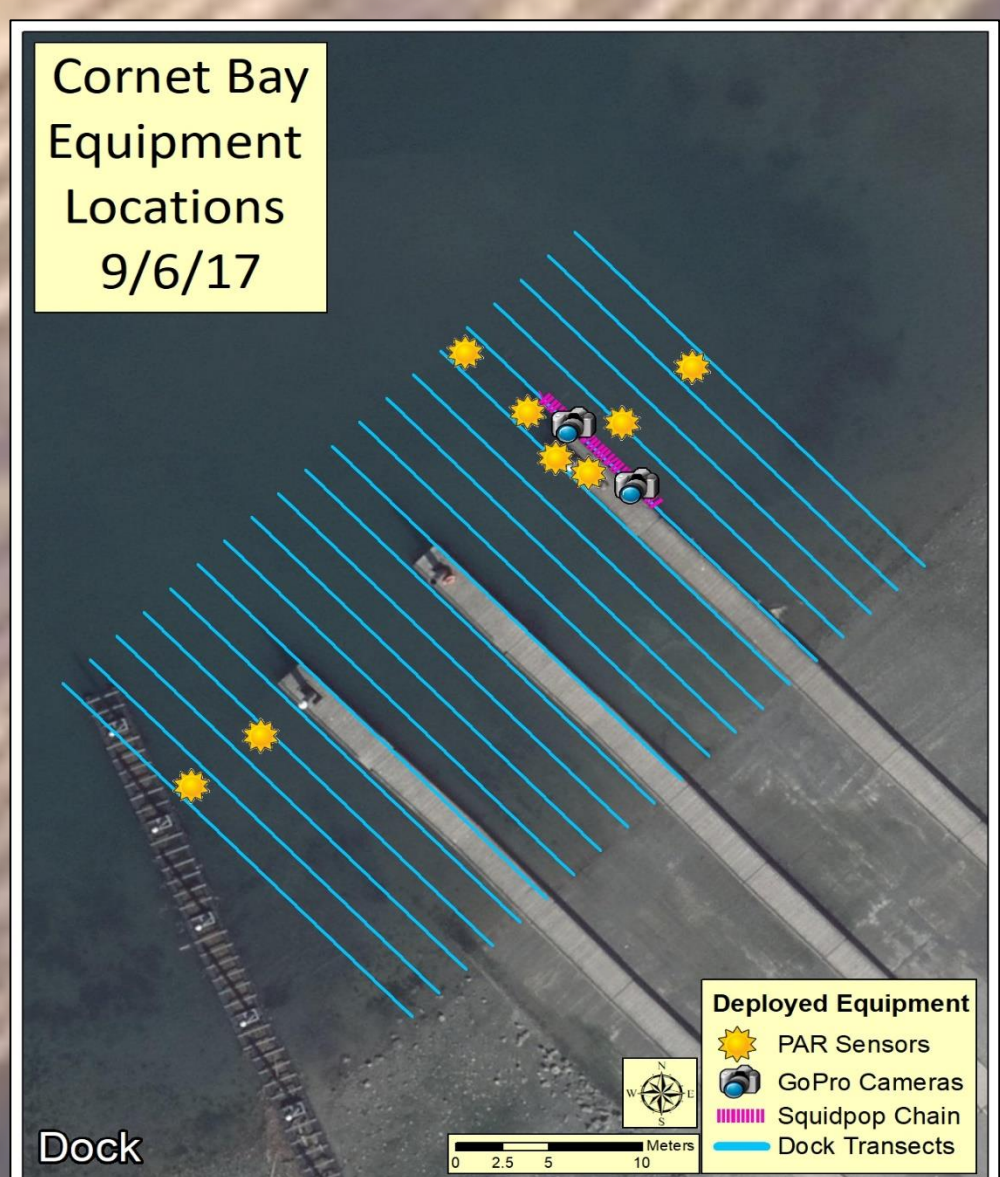 Cornet Bay
Equipment
Locations
9/6/17
Deployed Equipment
PAR Sensors
GoPro Cameras
Squidpop Chain
Dock Transects
N
W E
S
Meters
0 2.5 5 10
Dock